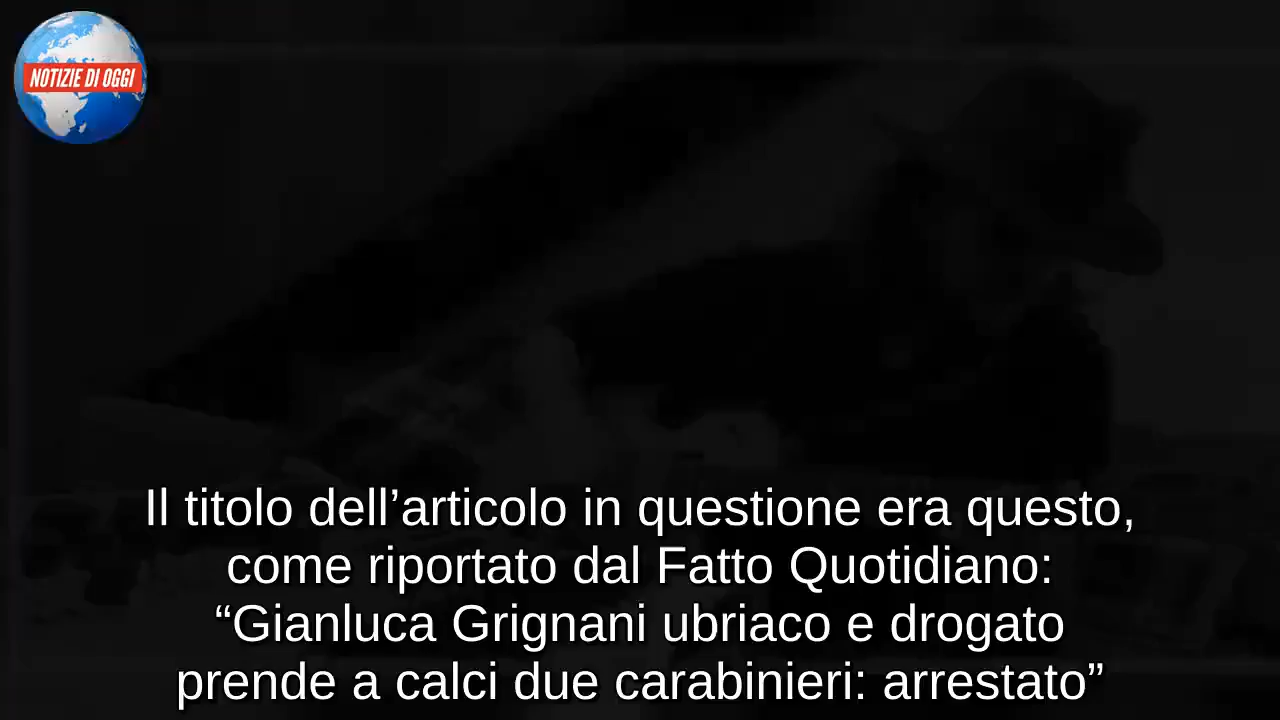 NOTIZIE DI OGGI
Il titolo dell’articolo in questione era questo,
come riportato dal Fatto Quotidiano:
“Gianluca Grignani ubriaco e drogato
prende a calci due carabinieri: arrestato”